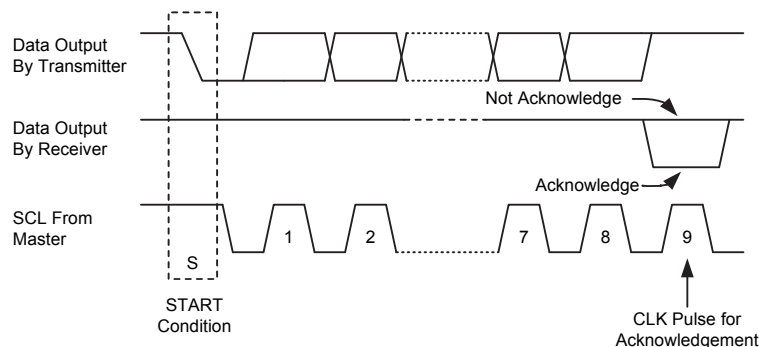 Data Output
By Transmitter
Not Acknowledge
Data Output
By Receiver
Acknowledge
SCL From
Master
1
2
7
8
9
S
START
Condition
CLK Pulse for
Acknowledgement